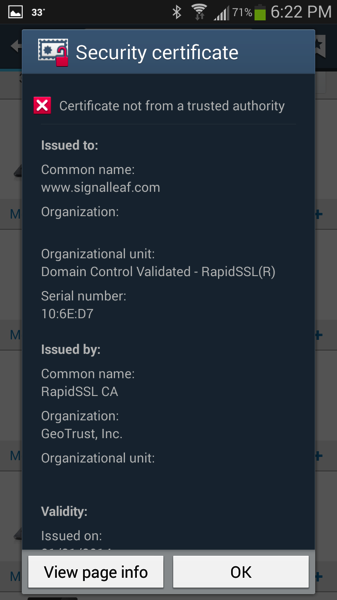 33°
71%
6:22 PM
Security certificate
Certificate not from a trusted authority
Issued to:
Common name:
www.signalleaf.com
Organization:
Organizational unit:
Domain Control Validated - RapidSSL(R)
Serial number:
10:6E:D7
Issued by:
Common name:
RapidSSL CA
Organization:
GeoTrust, Inc.
Organizational unit:
Validity:
Issued on:
View page info
OK